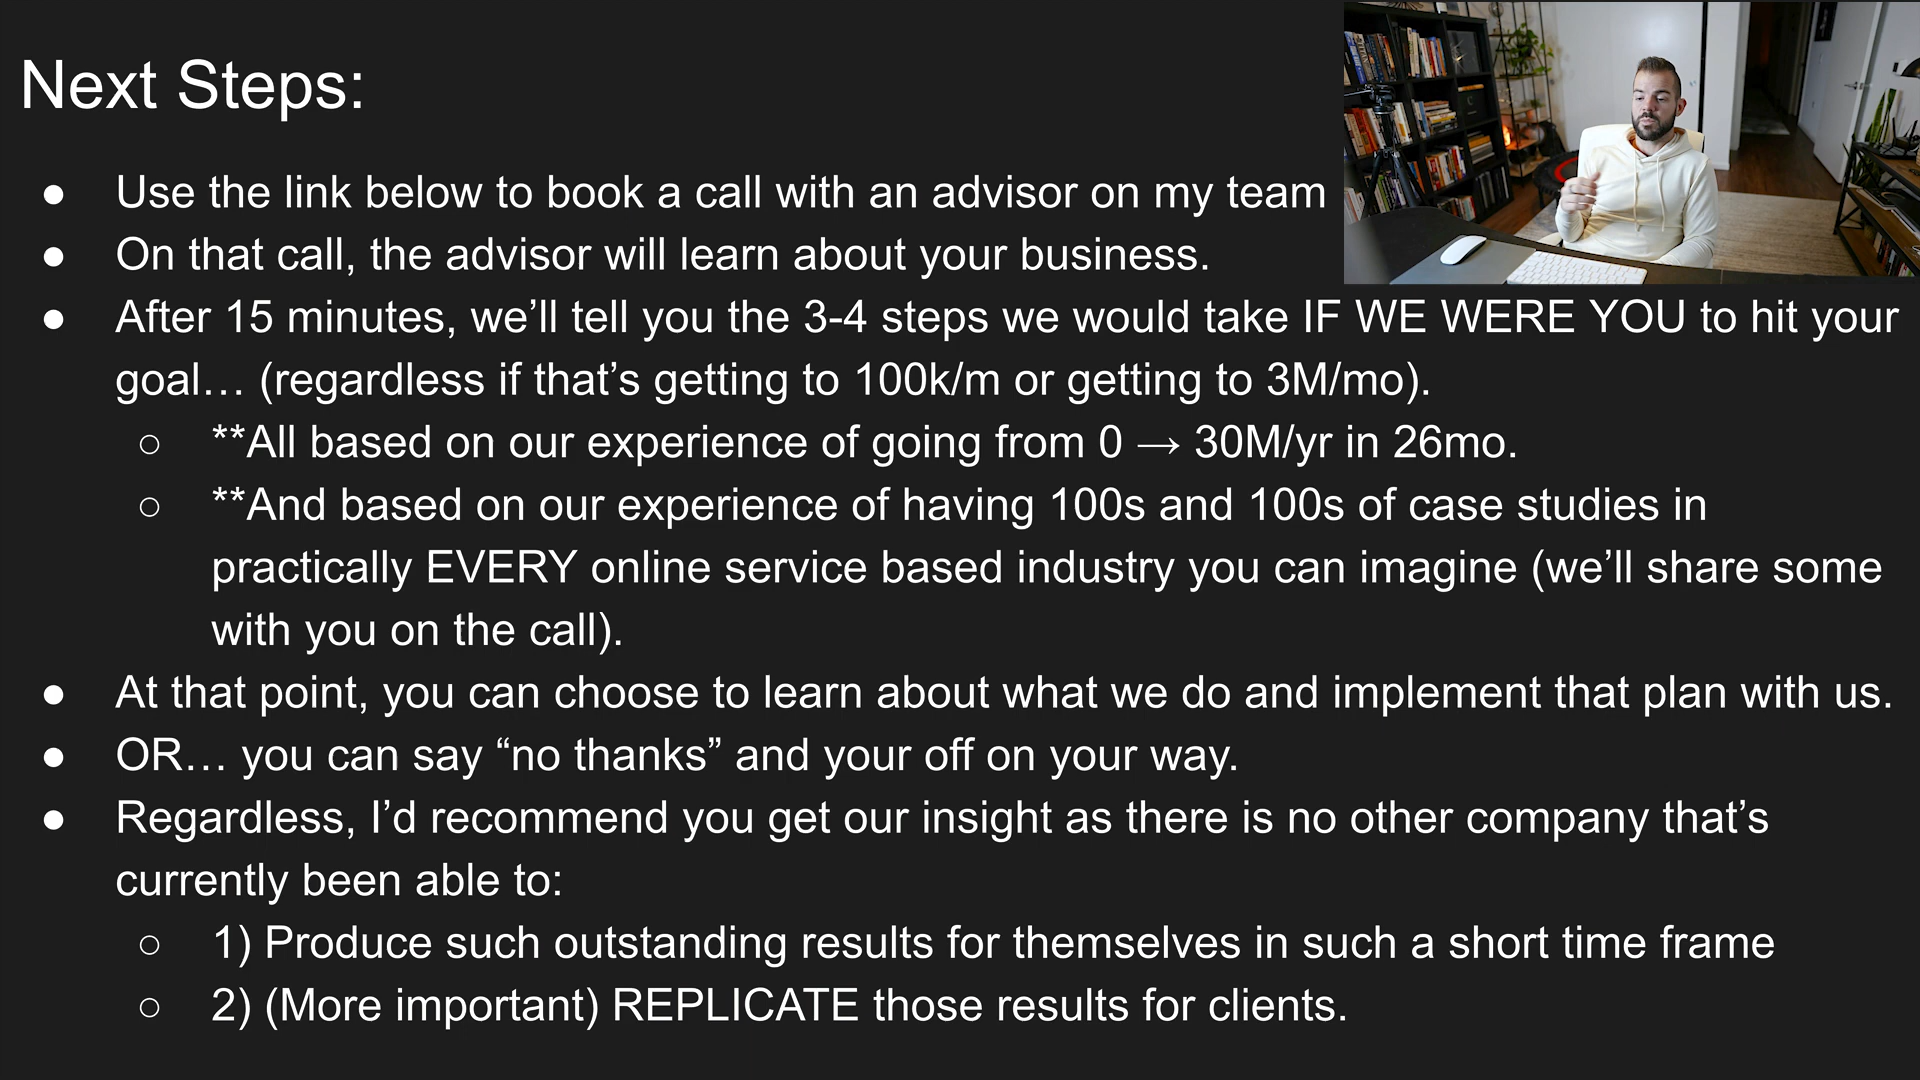 Next Steps:
● Use the link below to book a call with an advisor on my team
● On that call, the advisor will learn about your business.
● After 15 minutes, we’ll tell you the 3-4 steps we would take IF WE WERE YOU to hit your
goal… (regardless if that’s getting to 100k/m or getting to 3M/mo).
○ **All based on our experience of going from 0 → 30M/yr in 26mo.
○ **And based on our experience of having 100s and 100s of case studies in
practically EVERY online service based industry you can imagine (we’ll share some
with you on the call).
● At that point, you can choose to learn about what we do and implement that plan with us.
● OR… you can say “no thanks” and your off on your way.
● Regardless, I’d recommend you get our insight as there is no other company that’s
currently been able to:
○ 1) Produce such outstanding results for themselves in such a short time frame
○ 2) (More important) REPLICATE those results for clients.